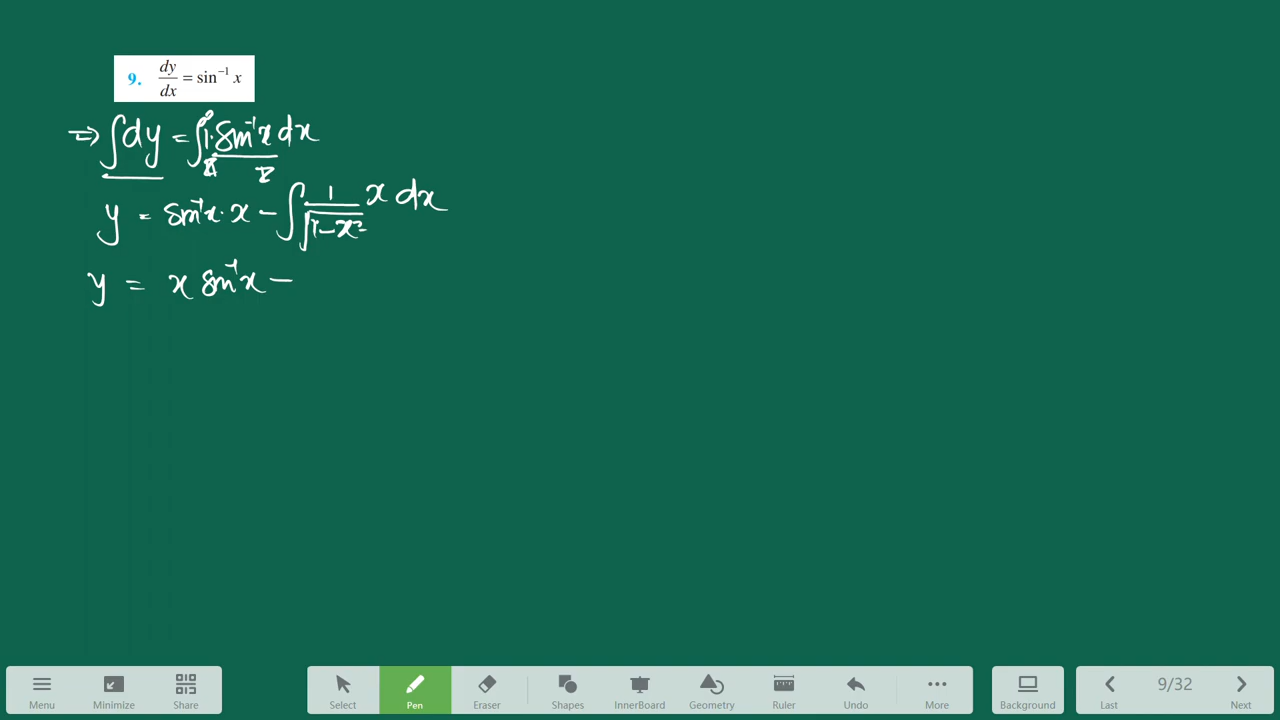 9. dy/dx = sin⁻¹ x
⇒ ∫dy = ∫1·sin⁻¹x dx
II I
y = sin⁻¹x·x − ∫ 1/√(1−x²) x dx
y = x sin⁻¹x −
Menu Minimize Share Select Pen Eraser Shapes InnerBoard Geometry Ruler Undo More Background Last 9/32 Next